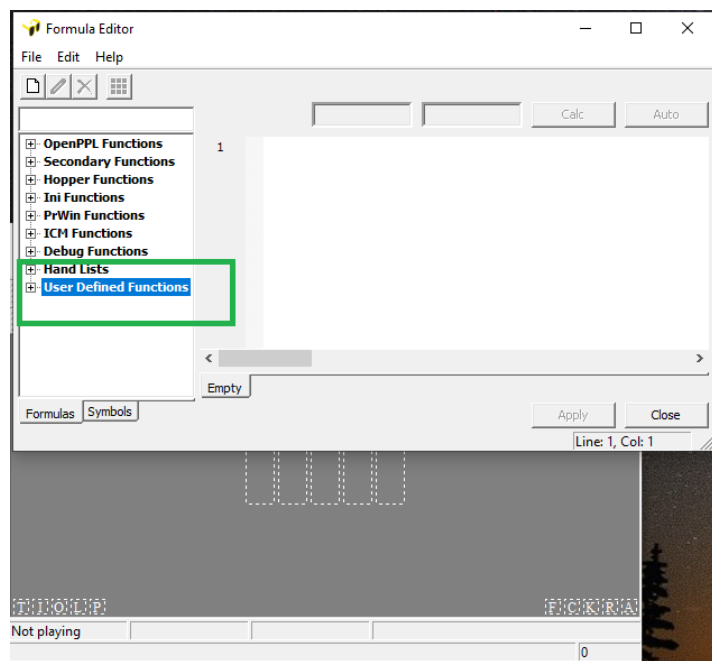 Formula Editor
File Edit Help
Calc Auto
OpenPPL Functions
1
Secondary Functions
Hopper Functions
Ini Functions
PrWin Functions
ICM Functions
Debug Functions
Hand Lists
User Defined Functions
Empty
Formulas Symbols
Apply Close
Line: 1, Col: 1
T I O L P
F C K R A
Not playing
0